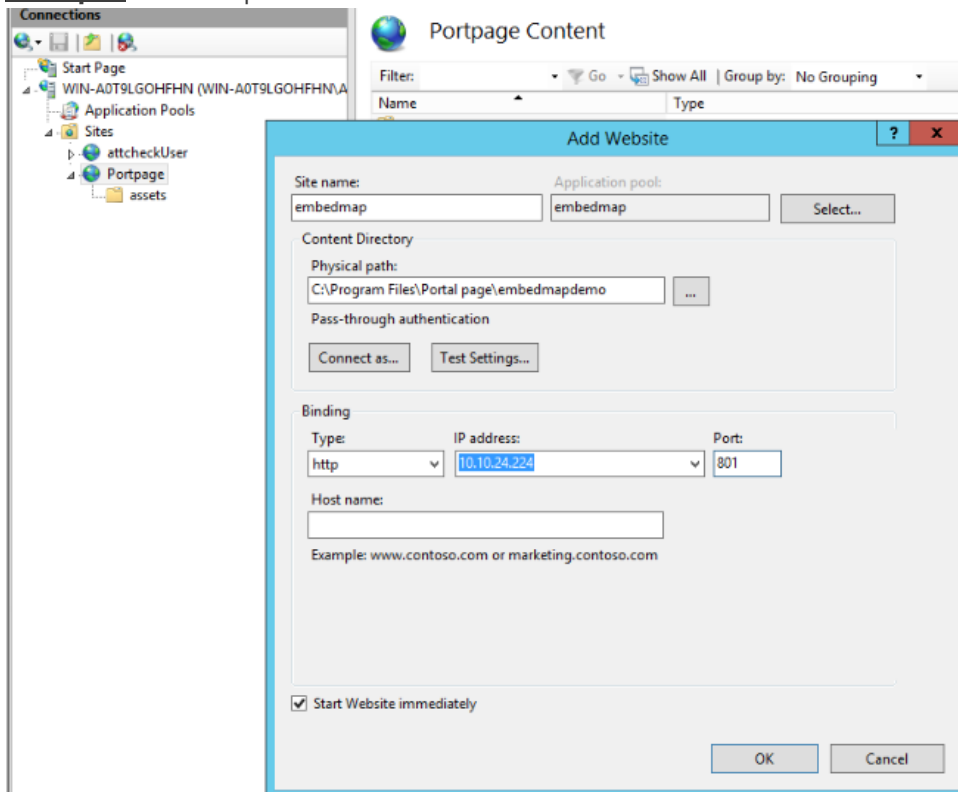 Connections
Start Page
WIN-A0T9LGOHFHN (WIN-A0T9LGOHFHN\A
Application Pools
Sites
attcheckUser
Portpage
assets
Portpage Content
Filter: Go Show All Group by: No Grouping
Name Type
Add Website ? x
Site name: Application pool:
embedmap embedmap Select...
Content Directory
Physical path:
C:\Program Files\Portal page\embedmapdemo ...
Pass-through authentication
Connect as... Test Settings...
Binding
Type: IP address: Port:
http 10.10.24.224 801
Host name:
Example: www.contoso.com or marketing.contoso.com
Start Website immediately
OK Cancel